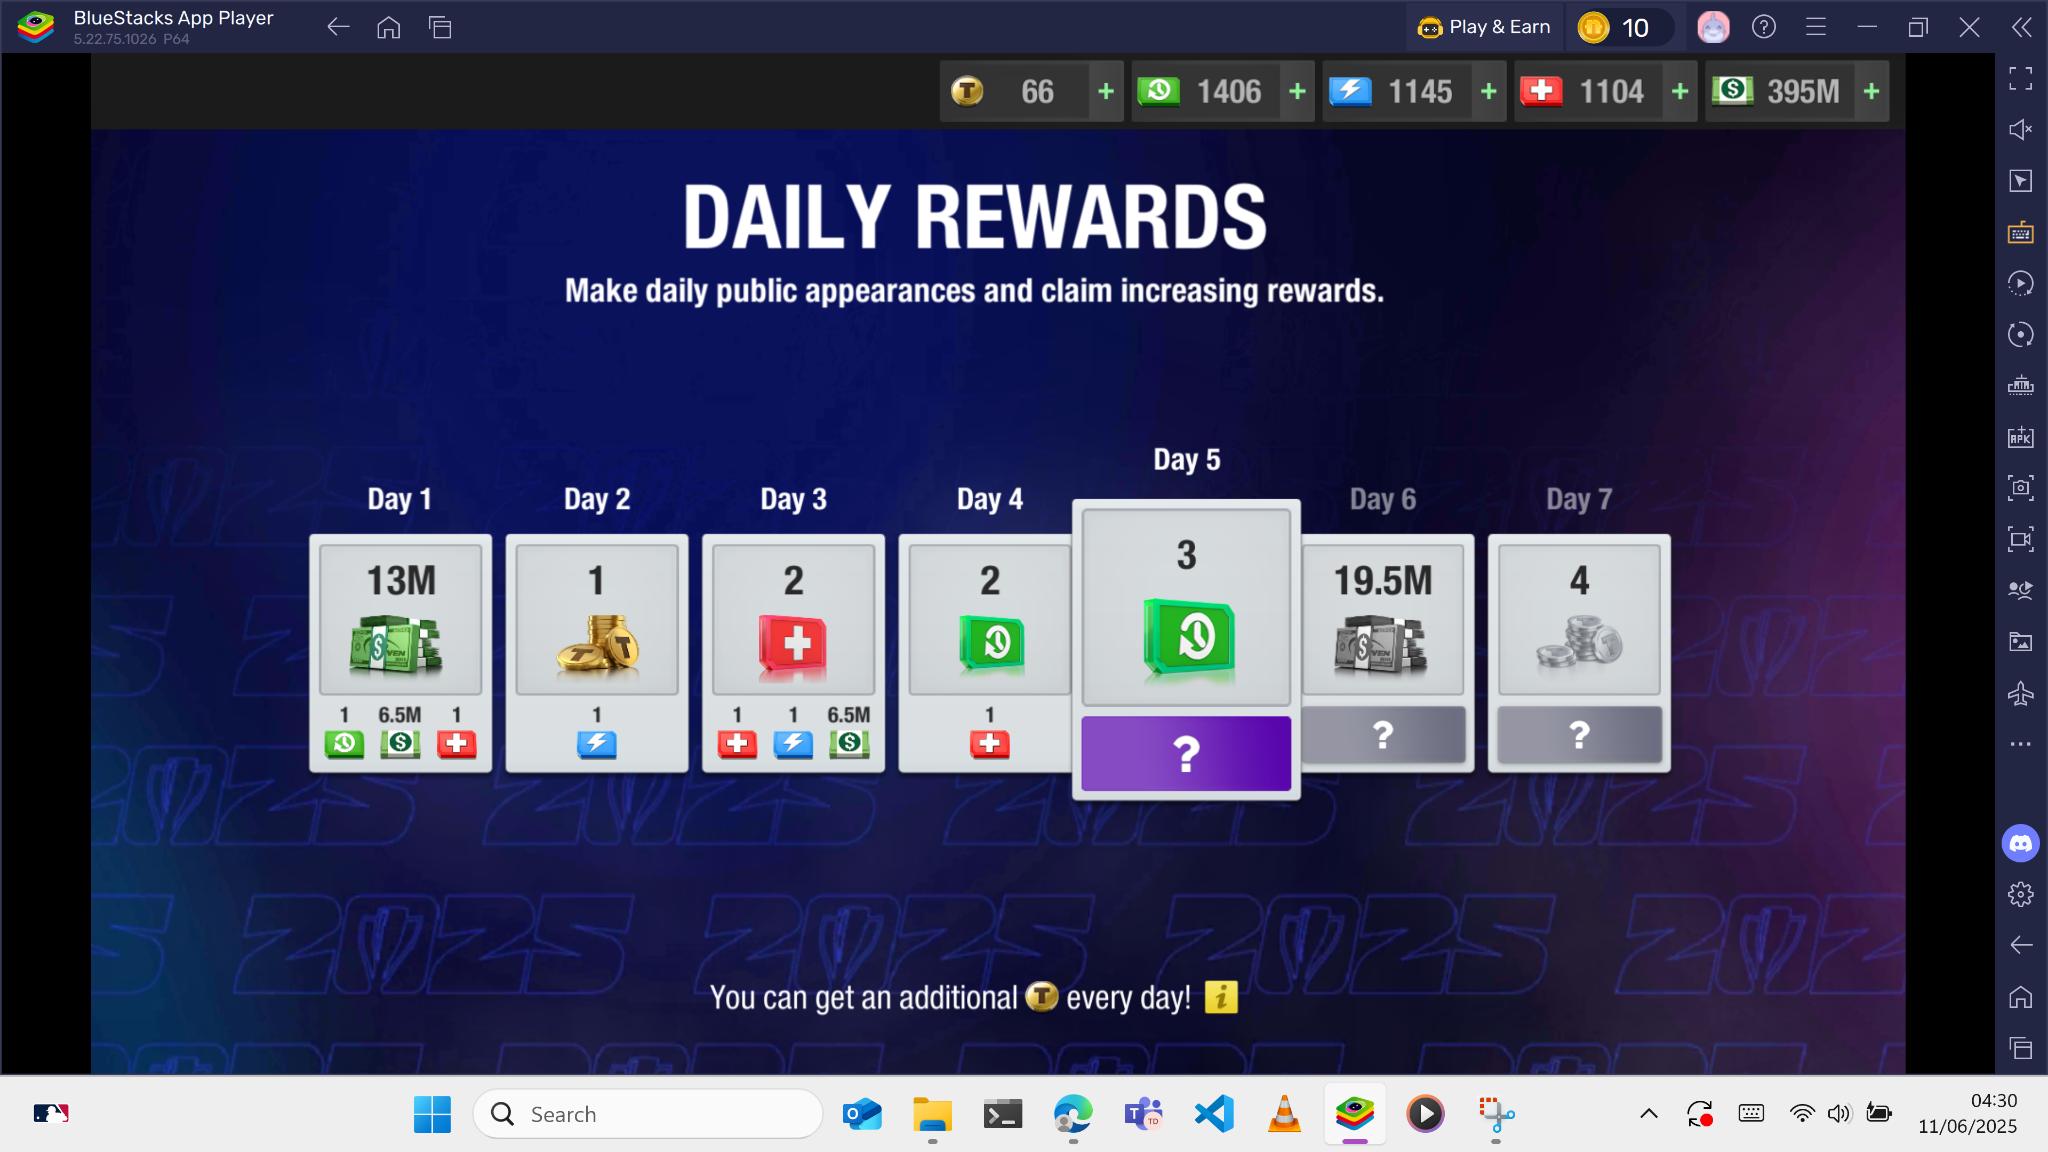 BlueStacks App Player
5.22.75.1026 P64
Play & Earn
10
66 + 1406 + 1145 + 1104 + 395M +
DAILY REWARDS
Make daily public appearances and claim increasing rewards.
Day 1 Day 2 Day 3 Day 4 Day 5 Day 6 Day 7
13M 1 2 2 3 19.5M 4
1 6.5M 1 1 1 1 6.5M 1
? ? ?
You can get an additional T every day! i
2025 2025 2025
Search
04:30
11/06/2025